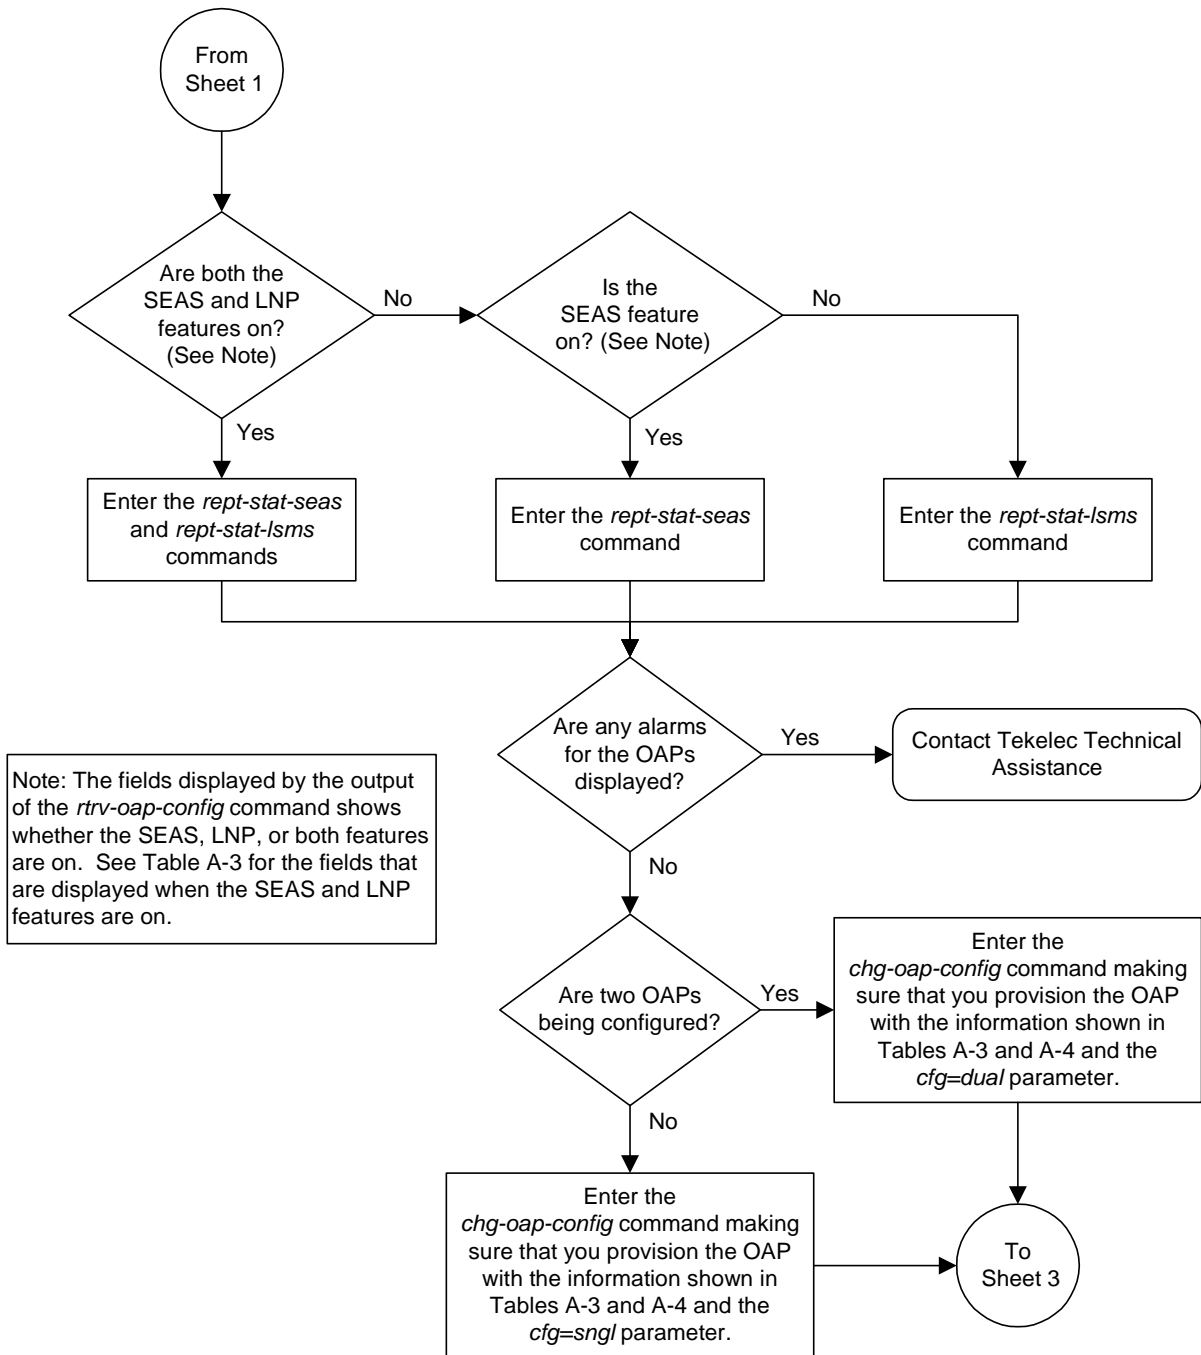 From
Sheet 1
Are both the
SEAS and LNP
features on?
(See Note)
No
Is the
SEAS feature
on? (See Note)
No
Yes
Yes
Enter the rept-stat-seas
and rept-stat-lsms
commands
Enter the rept-stat-seas
command
Enter the rept-stat-lsms
command
Are any alarms
for the OAPs
displayed?
Yes
Contact Tekelec Technical
Assistance
Note: The fields displayed by the output
of the rtrv-oap-config command shows
whether the SEAS, LNP, or both features
are on.  See Table A-3 for the fields that
are displayed when the SEAS and LNP
features are on.
No
Are two OAPs
being configured?
Yes
Enter the
chg-oap-config command making
sure that you provision the OAP
with the information shown in
Tables A-3 and A-4 and the
cfg=dual parameter.
No
Enter the
chg-oap-config command making
sure that you provision the OAP
with the information shown in
Tables A-3 and A-4 and the
cfg=sngl parameter.
To
Sheet 3